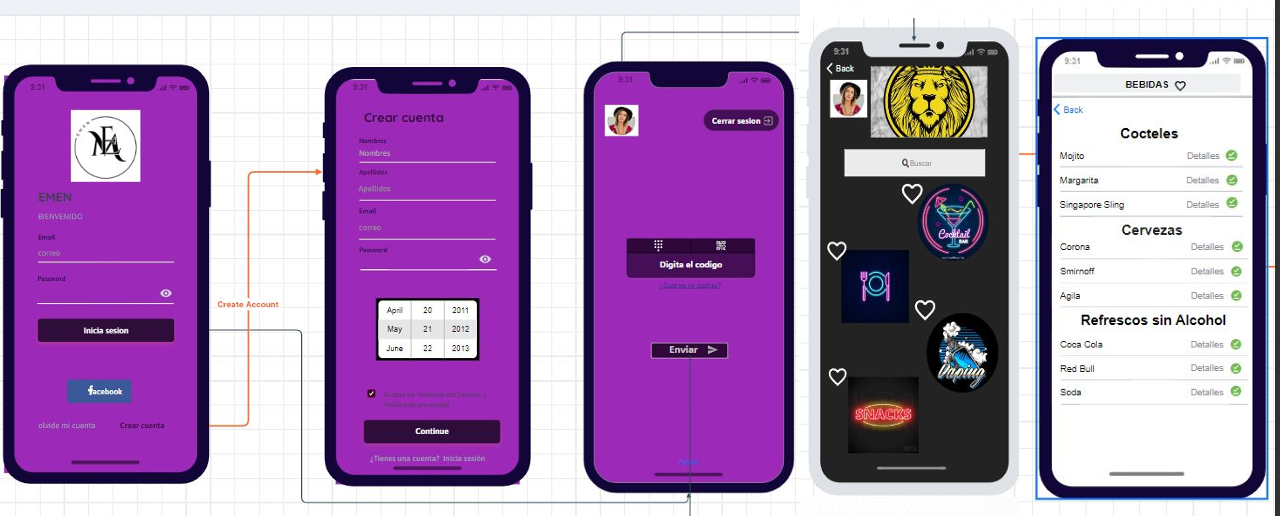 9:31
EMEN
EMEN
BIENVENIDO
Email
correo
Password
Inicia sesion
facebook
olvide mi cuenta
Crear cuenta
Create Account
9:31
Crear cuenta
Nombres
Nombres
Apellidos
Apellidos
Email
correo
Password
April 20 2011
May 21 2012
June 22 2013
Acepta los Términos del Servicio y
Política de privacidad
Continue
¿Tienes una cuenta? Inicia sesión
9:31
Cerrar sesion
Digita el codigo
¿Cual es mi codigo?
Enviar
9:31
Back
Buscar
Cocktail
BAR
Vaping
SNACKS
9:31
BEBIDAS
Back
Cocteles
Mojito Detalles
Margarita Detalles
Singapore Sling Detalles
Cervezas
Corona Detalles
Smirnoff Detalles
Agila Detalles
Refrescos sin Alcohol
Coca Cola Detalles
Red Bull Detalles
Soda Detalles